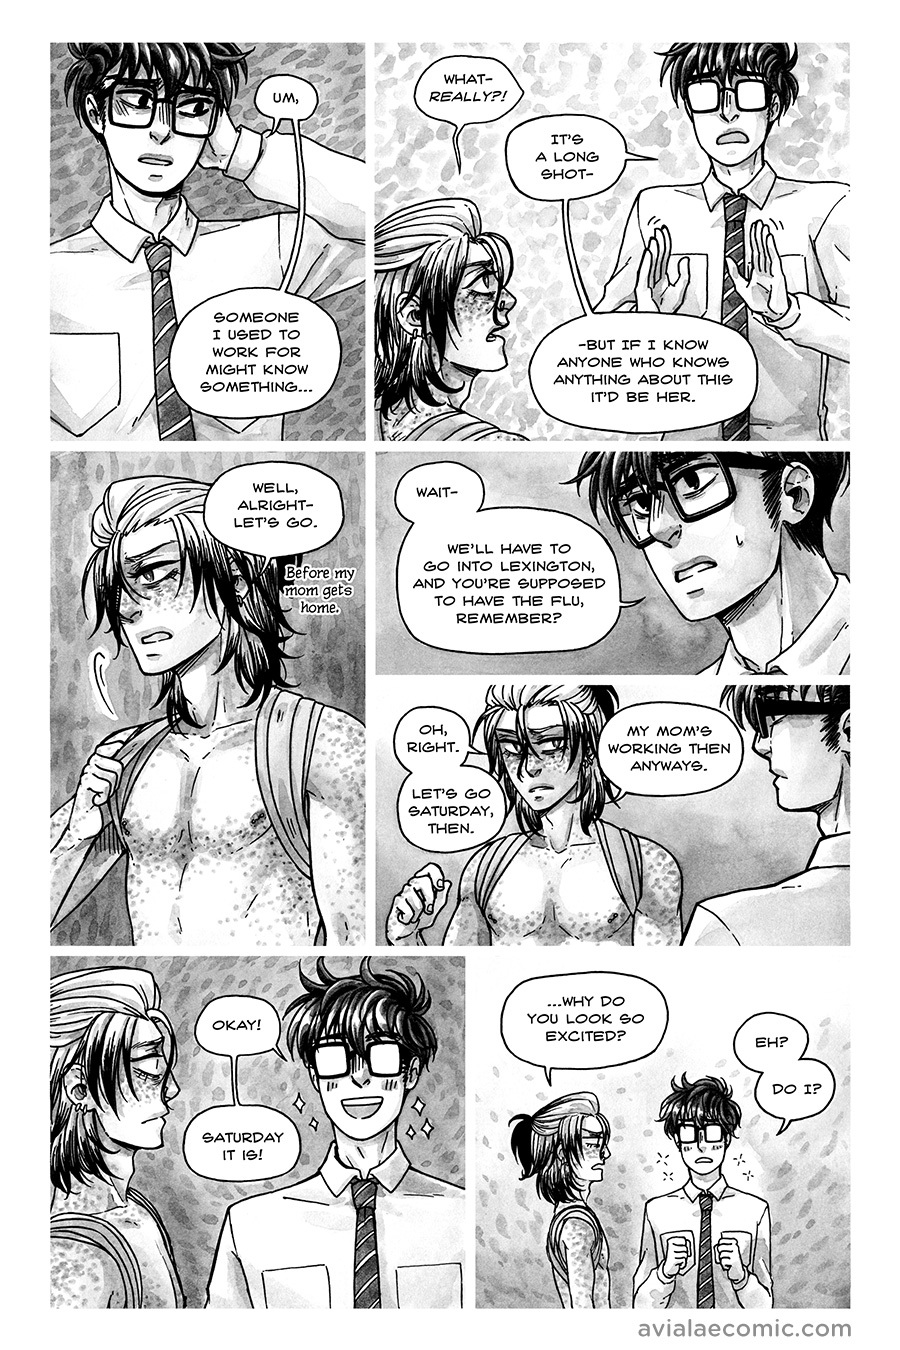 UM,
SOMEONE
I USED TO
WORK FOR
MIGHT KNOW
SOMETHING...
WHAT-
REALLY?!
IT'S
A LONG
SHOT-
-BUT IF I KNOW
ANYONE WHO KNOWS
ANYTHING ABOUT THIS
IT'D BE HER.
WELL,
ALRIGHT-
LET'S GO.
Before my
mom gets
home.
WAIT-
WE'LL HAVE TO
GO INTO LEXINGTON,
AND YOU'RE SUPPOSED
TO HAVE THE FLU,
REMEMBER?
OH,
RIGHT.
LET'S GO
SATURDAY,
THEN.
MY MOM'S
WORKING THEN
ANYWAYS.
OKAY!
SATURDAY
IT IS!
...WHY DO
YOU LOOK SO
EXCITED?
EH?
DO I?
avialaecomic.com